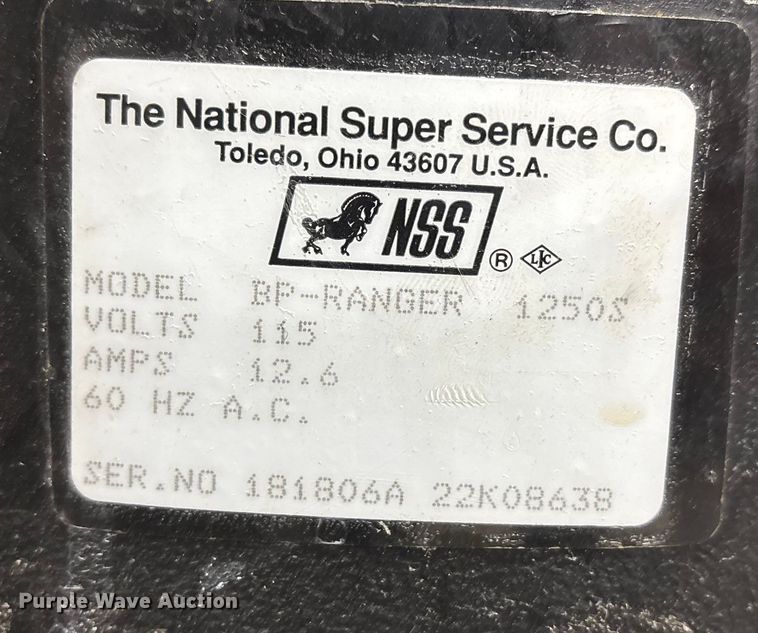 The National Super Service Co.
Toledo, Ohio 43607 U.S.A.
NSS ® LIC
MODEL BP-RANGER 1250S
VOLTS 115
AMPS 12.6
60 HZ A.C.
SER.NO 181806A 22K08638
Purple Wave Auction